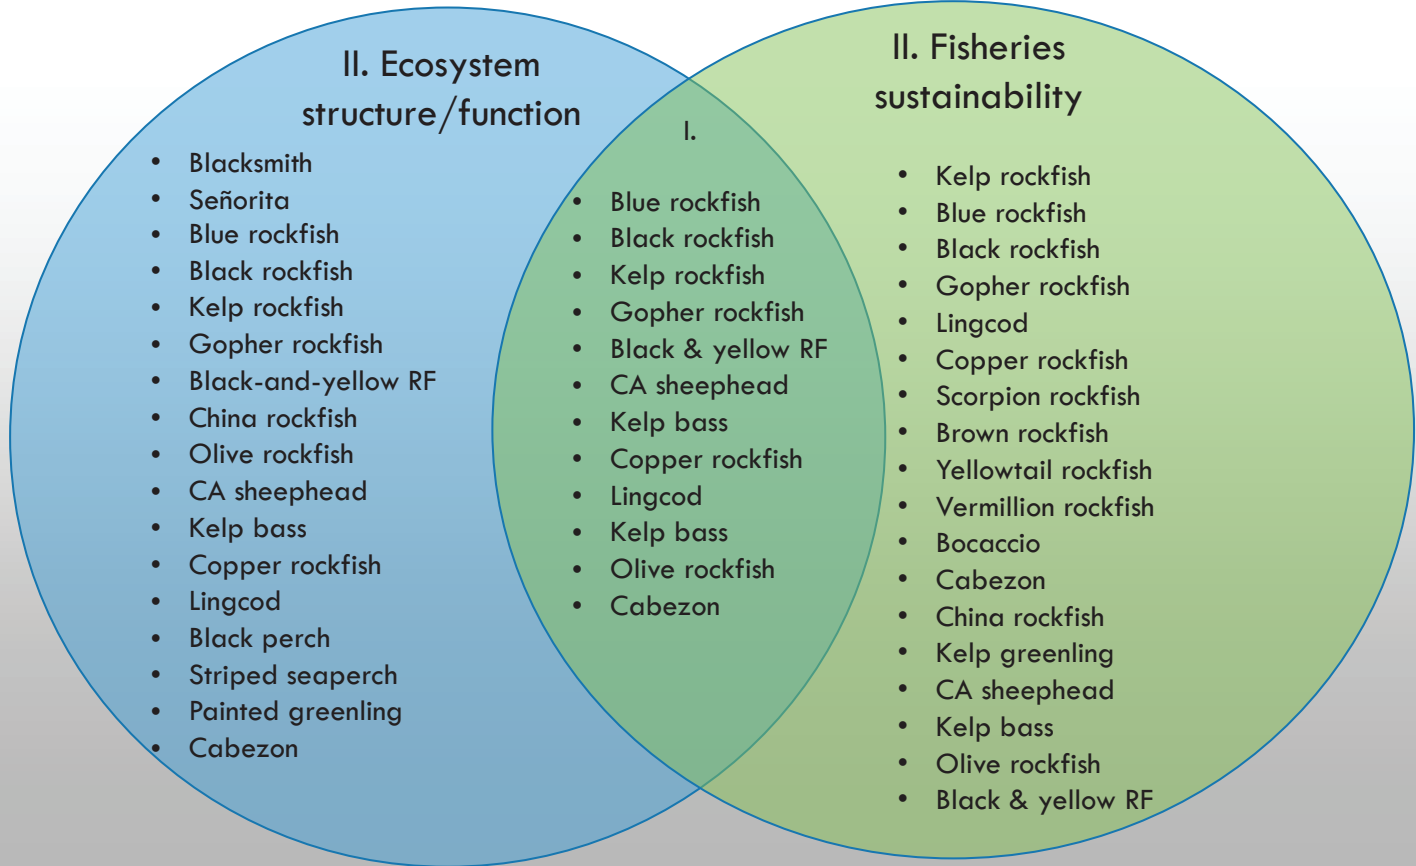 II. Ecosystem
structure/function
• Blacksmith
• Señorita
• Blue rockfish
• Black rockfish
• Kelp rockfish
• Gopher rockfish
• Black-and-yellow RF
• China rockfish
• Olive rockfish
• CA sheephead
• Kelp bass
• Copper rockfish
• Lingcod
• Black perch
• Striped seaperch
• Painted greenling
• Cabezon
I.
• Blue rockfish
• Black rockfish
• Kelp rockfish
• Gopher rockfish
• Black & yellow RF
• CA sheephead
• Kelp bass
• Copper rockfish
• Lingcod
• Kelp bass
• Olive rockfish
• Cabezon
II. Fisheries
sustainability
• Kelp rockfish
• Blue rockfish
• Black rockfish
• Gopher rockfish
• Lingcod
• Copper rockfish
• Scorpion rockfish
• Brown rockfish
• Yellowtail rockfish
• Vermillion rockfish
• Bocaccio
• Cabezon
• China rockfish
• Kelp greenling
• CA sheephead
• Kelp bass
• Olive rockfish
• Black & yellow RF